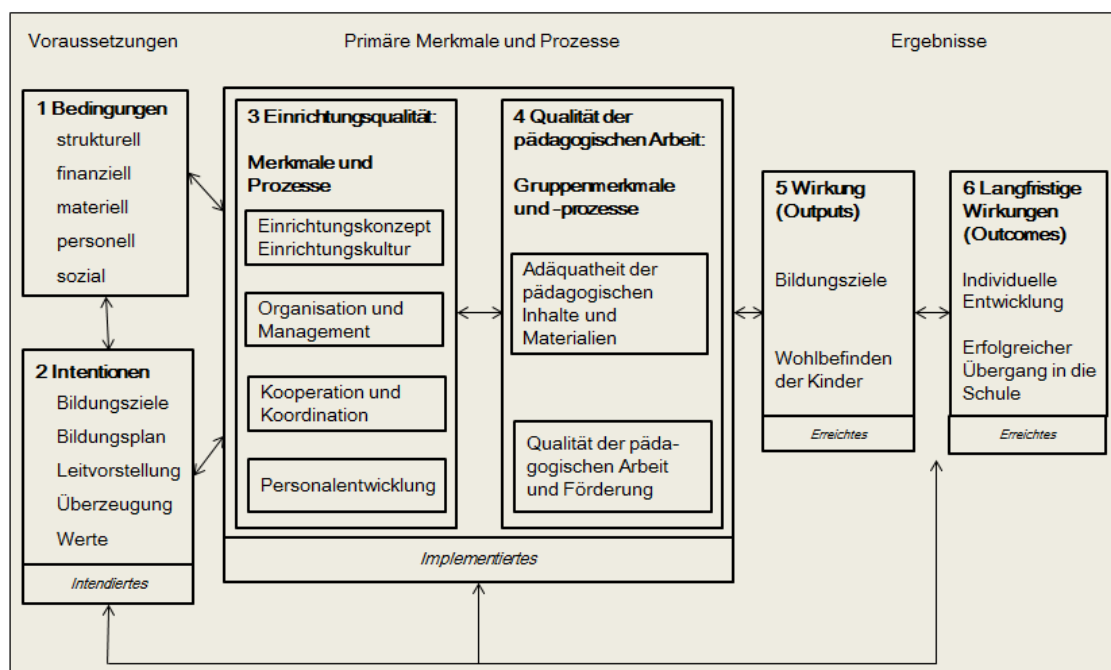 Voraussetzungen
Primäre Merkmale und Prozesse
Ergebnisse
1 Bedingungen
strukturell
finanziell
materiell
personell
sozial
2 Intentionen
Bildungsziele
Bildungsplan
Leitvorstellung
Überzeugung
Werte
Intendiertes
3 Einrichtungsqualität:
Merkmale und
Prozesse
Einrichtungskonzept
Einrichtungskultur
Organisation und
Management
Kooperation und
Koordination
Personalentwicklung
4 Qualität der
pädagogischen Arbeit:
Gruppenmerkmale
und -prozesse
Adäquatheit der
pädagogischen
Inhalte und
Materialien
Qualität der päda-
gogischen Arbeit
und Förderung
Implementiertes
5 Wirkung
(Outputs)
Bildungsziele
Wohlbefinden
der Kinder
Erreichtes
6 Langfristige
Wirkungen
(Outcomes)
Individuelle
Entwicklung
Erfolgreicher
Übergang in die
Schule
Erreichtes